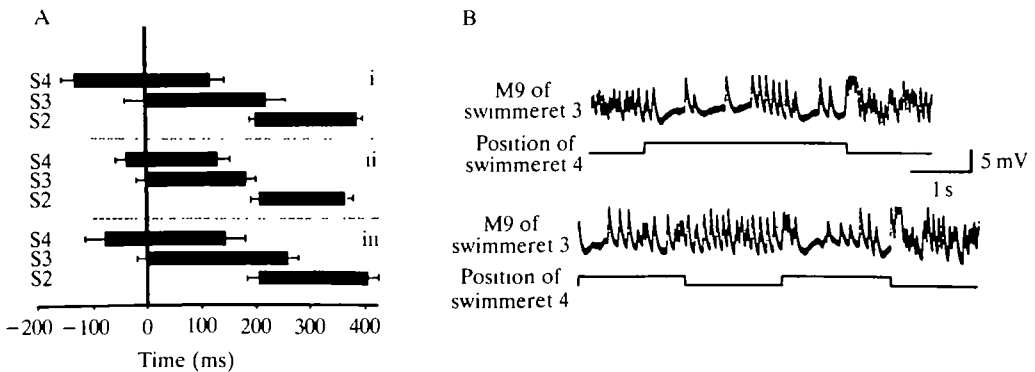 A
S4
i
S3
S2
S4
ii
S3
S2
S4
iii
S3
S2
−200 −100 0 100 200 300 400
Time (ms)
B
M9 of
swimmeret 3
Position of
swimmeret 4
5 mV
1 s
M9 of
swimmeret 3
Position of
swimmeret 4